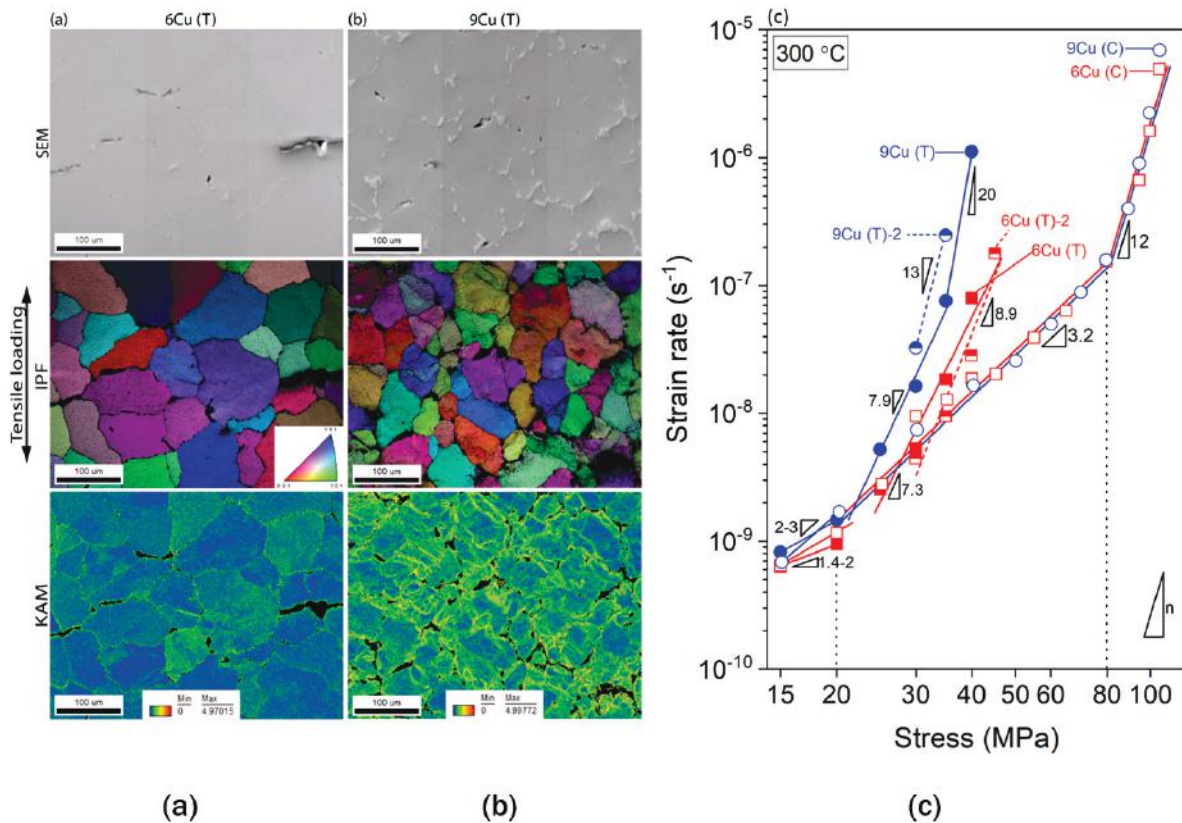 (a) 6Cu (T)
(b) 9Cu (T)
SEM
100 um
100 um
Tensile loading
IPF
100 um
100 um
KAM
100 um
Min Max
0 4.97015
100 um
Min Max
0 4.99772
(c)
300 °C
9Cu (C)
6Cu (C)
9Cu (T)
20
9Cu (T)-2
6Cu (T)-2
6Cu (T)
13
12
8.9
3.2
7.9
7.3
2-3
1.4-2
n
Strain rate (s⁻¹)
10⁻⁵
10⁻⁶
10⁻⁷
10⁻⁸
10⁻⁹
10⁻¹⁰
15 20 30 40 50 60 80 100
Stress (MPa)
(a) (b) (c)